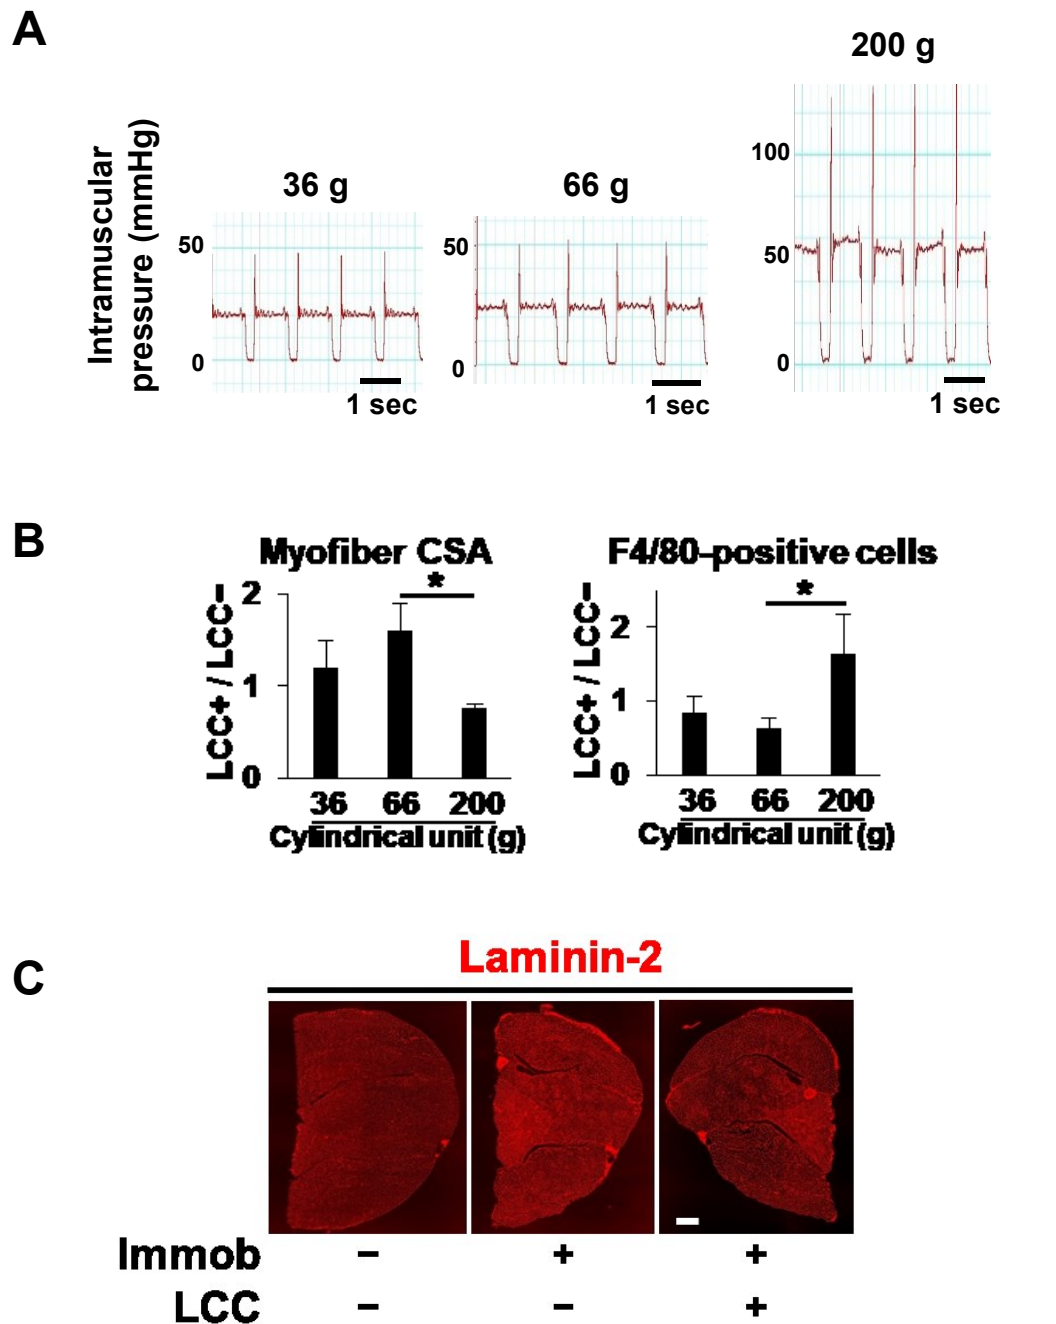 A
200 g
Intramuscular
pressure (mmHg)
36 g
66 g
100
50
50
50
0
0
0
1 sec
1 sec
1 sec
B
Myofiber CSA
F4/80-positive cells
*
*
LCC+ / LCC−
2
1
0
LCC+ / LCC−
2
1
0
36 66 200
36 66 200
Cylindrical unit (g)
Cylindrical unit (g)
C
Laminin-2
Immob − + +
LCC − − +